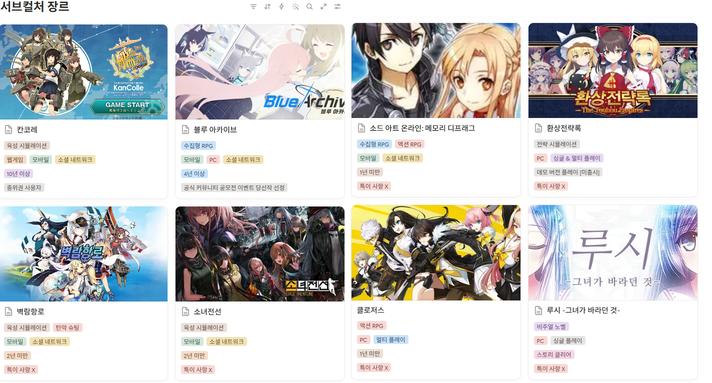 서브컬처 장르
KanColle
GAME START
Blue Archiv
블루 아카이브
환상전략록
벽람항로
소녀전선
루시
-그녀가 바라던 것-
칸코레
블루 아카이브
소드 아트 온라인: 메모리 디프래그
환상전략록
육성 시뮬레이션
수집형 RPG
수집형 RPG 액션 RPG
전략 시뮬레이션
웹게임 모바일 소셜 네트워크
모바일 PC 소셜 네트워크
모바일 소셜 네트워크
PC 싱글 & 멀티 플레이
10년 이상
4년 이상
1년 미만
데모 버전 플레이 [미출시]
중위권 사용자
공식 커뮤니티 공모전 이벤트 당선작 선정
특이 사항 X
특이 사항 X
벽람항로
소녀전선
클로저스
루시 -그녀가 바라던 것-
육성 시뮬레이션 탄막 슈팅
육성 시뮬레이션
액션 RPG
비주얼 노벨
모바일 소셜 네트워크
모바일 소셜 네트워크
PC 멀티 플레이
PC 싱글 플레이
2년 미만
2년 미만
1년 미만
스토리 클리어
특이 사항 X
특이 사항 X
특이 사항 X
특이 사항 X